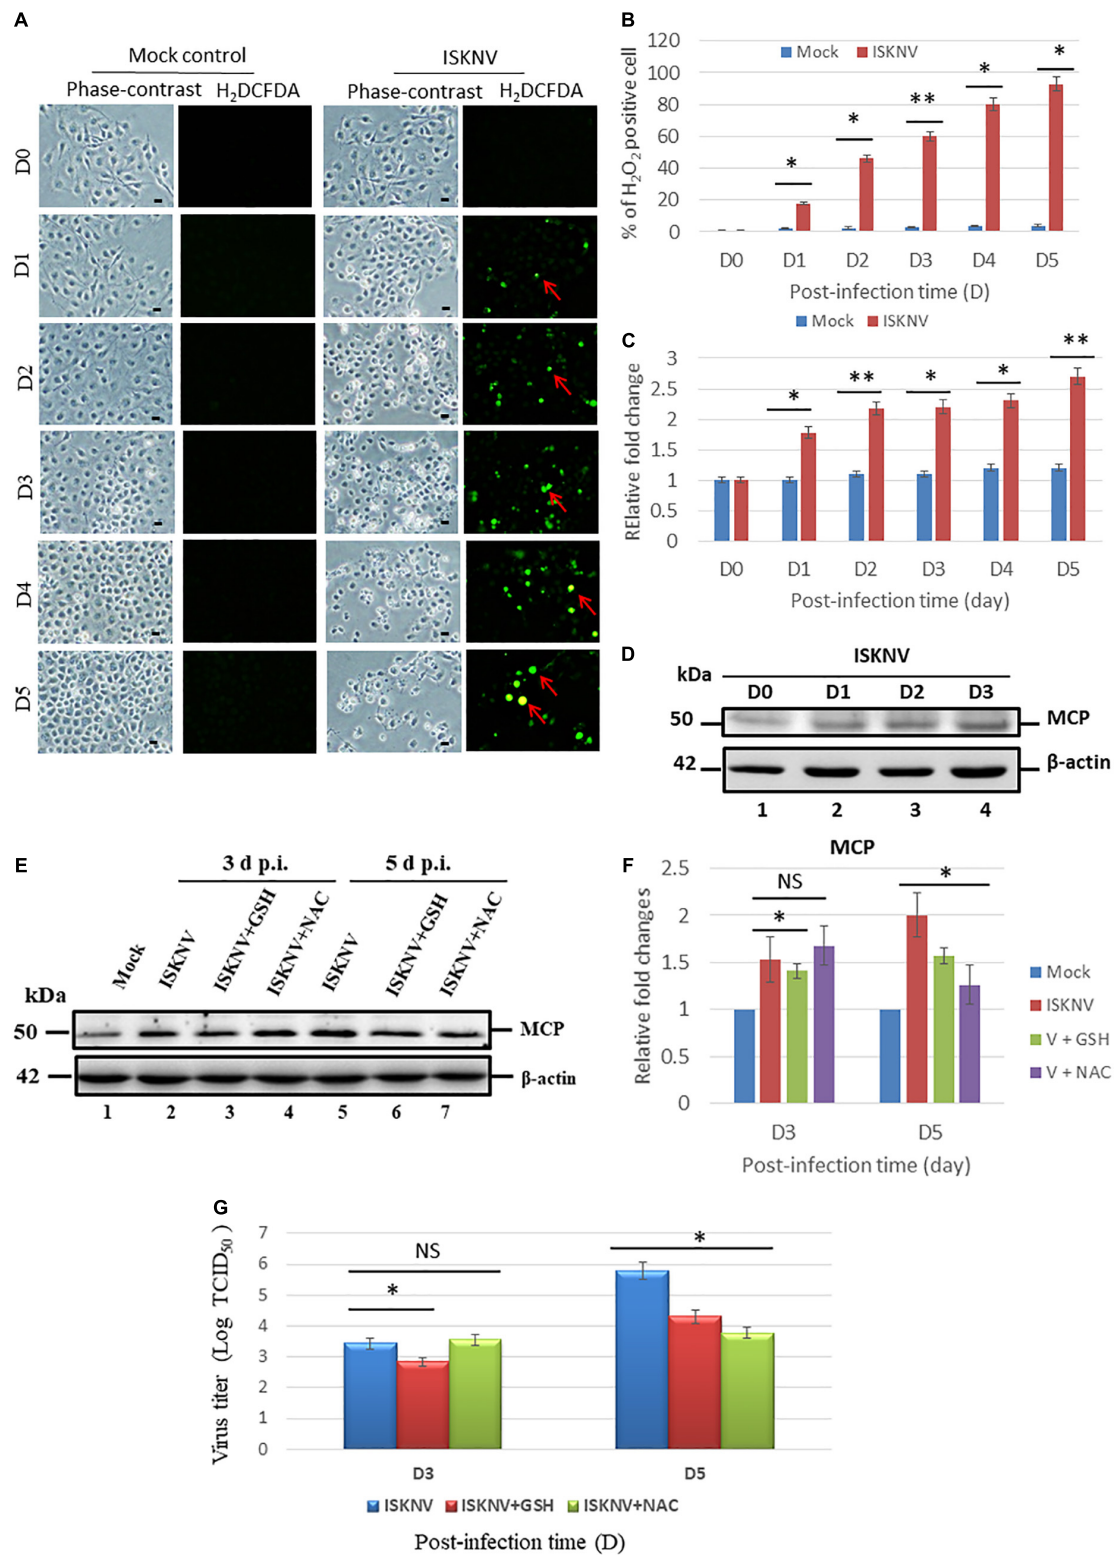 A
Mock control
ISKNV
Phase-contrast H₂DCFDA
Phase-contrast H₂DCFDA
D0
D1
D2
D3
D4
D5
B
Mock ISKNV
% of H₂O₂ positive cell
120
100
80
60
40
20
0
* * ** * *
D0 D1 D2 D3 D4 D5
Post-infection time (D)
C
Mock ISKNV
RElative fold change
3
2.5
2
1.5
1
0.5
0
* ** * * **
D0 D1 D2 D3 D4 D5
Post-infection time (day)
D
ISKNV
kDa
D0 D1 D2 D3
50 MCP
42 β-actin
1 2 3 4
E
3 d p.i. 5 d p.i.
Mock ISKNV ISKNV+GSH ISKNV+NAC ISKNV ISKNV+GSH ISKNV+NAC
kDa
50 MCP
42 β-actin
1 2 3 4 5 6 7
F
MCP
Relative fold changes
2.5
2
1.5
1
0.5
0
NS
*
*
D3 D5
Post-infection time (day)
Mock
ISKNV
V + GSH
V + NAC
G
Virus titer (Log TCID₅₀ )
7
6
5
4
3
2
1
0
NS
*
*
D3 D5
ISKNV ISKNV+GSH ISKNV+NAC
Post-infection time (D)